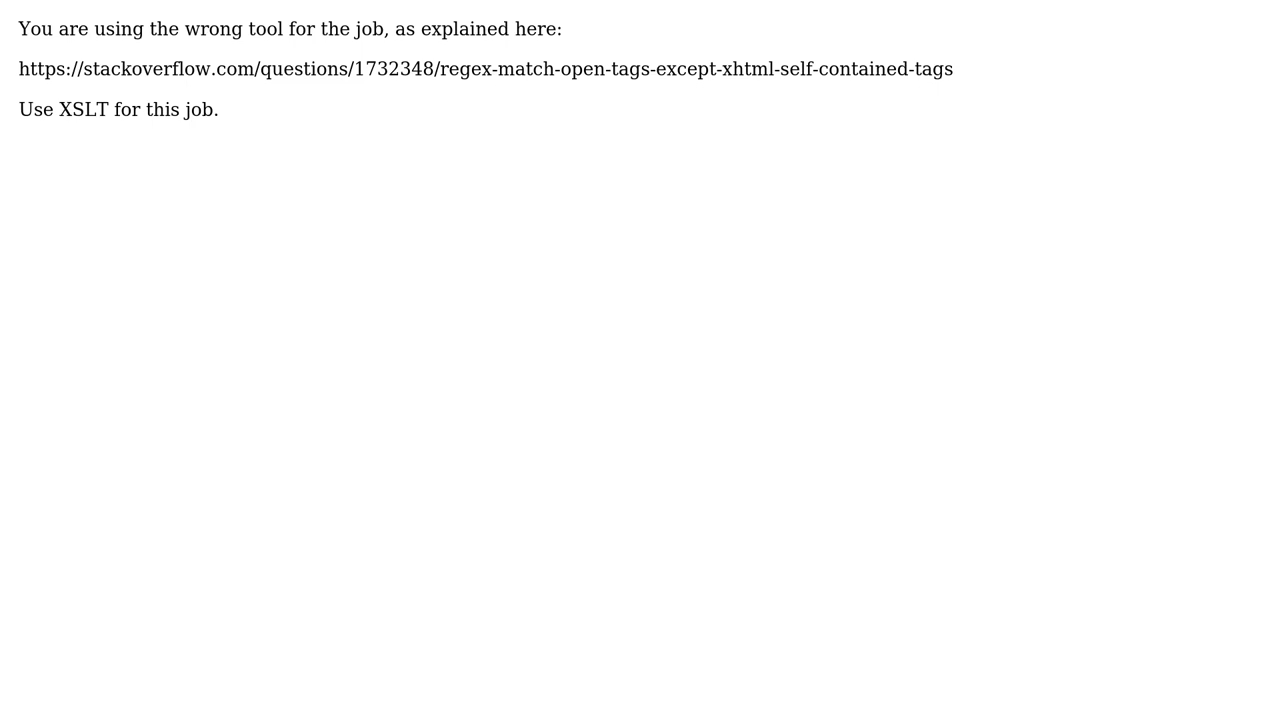 You are using the wrong tool for the job, as explained here:
https://stackoverflow.com/questions/1732348/regex-match-open-tags-except-xhtml-self-contained-tags
Use XSLT for this job.